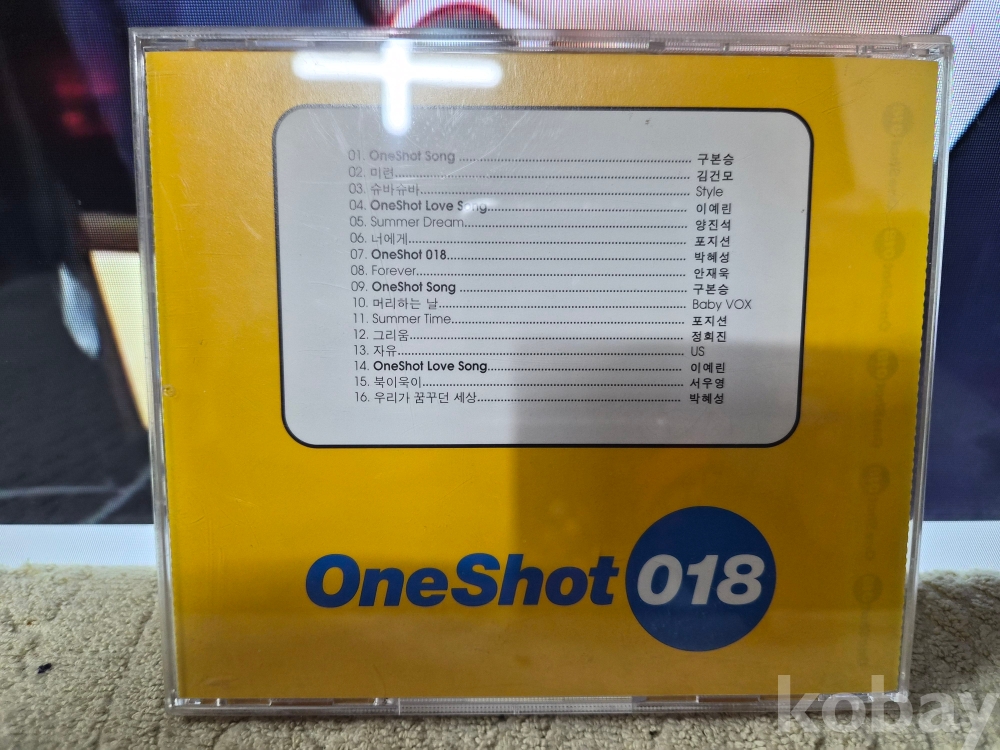 01. OneShot Song 구본승
02. 미련 김건모
03. 슈바슈바 Style
04. OneShot Love Song 이예린
05. Summer Dream 양진석
06. 너에게 포지션
07. OneShot 018 박혜성
08. Forever 안재욱
09. OneShot Song 구본승
10. 머리하는 날 Baby VOX
11. Summer Time 포지션
12. 그리움 정희진
13. 자유 US
14. OneShot Love Song 이예린
15. 북이욱이 서우영
16. 우리가 꿈꾸던 세상 박혜성
OneShot 018
kobay